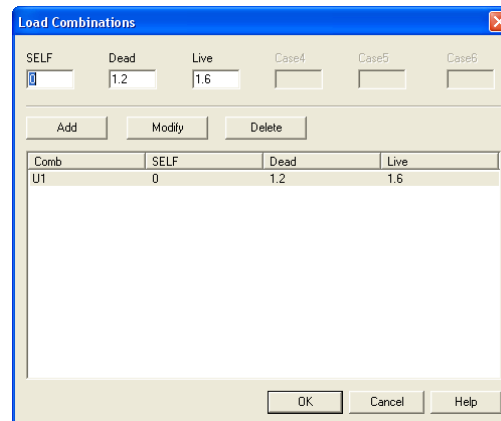 Load Combinations
SELF Dead Live Case4 Case5 Case6
0 1.2 1.6
Add Modify Delete
Comb SELF Dead Live
U1 0 1.2 1.6
OK Cancel Help